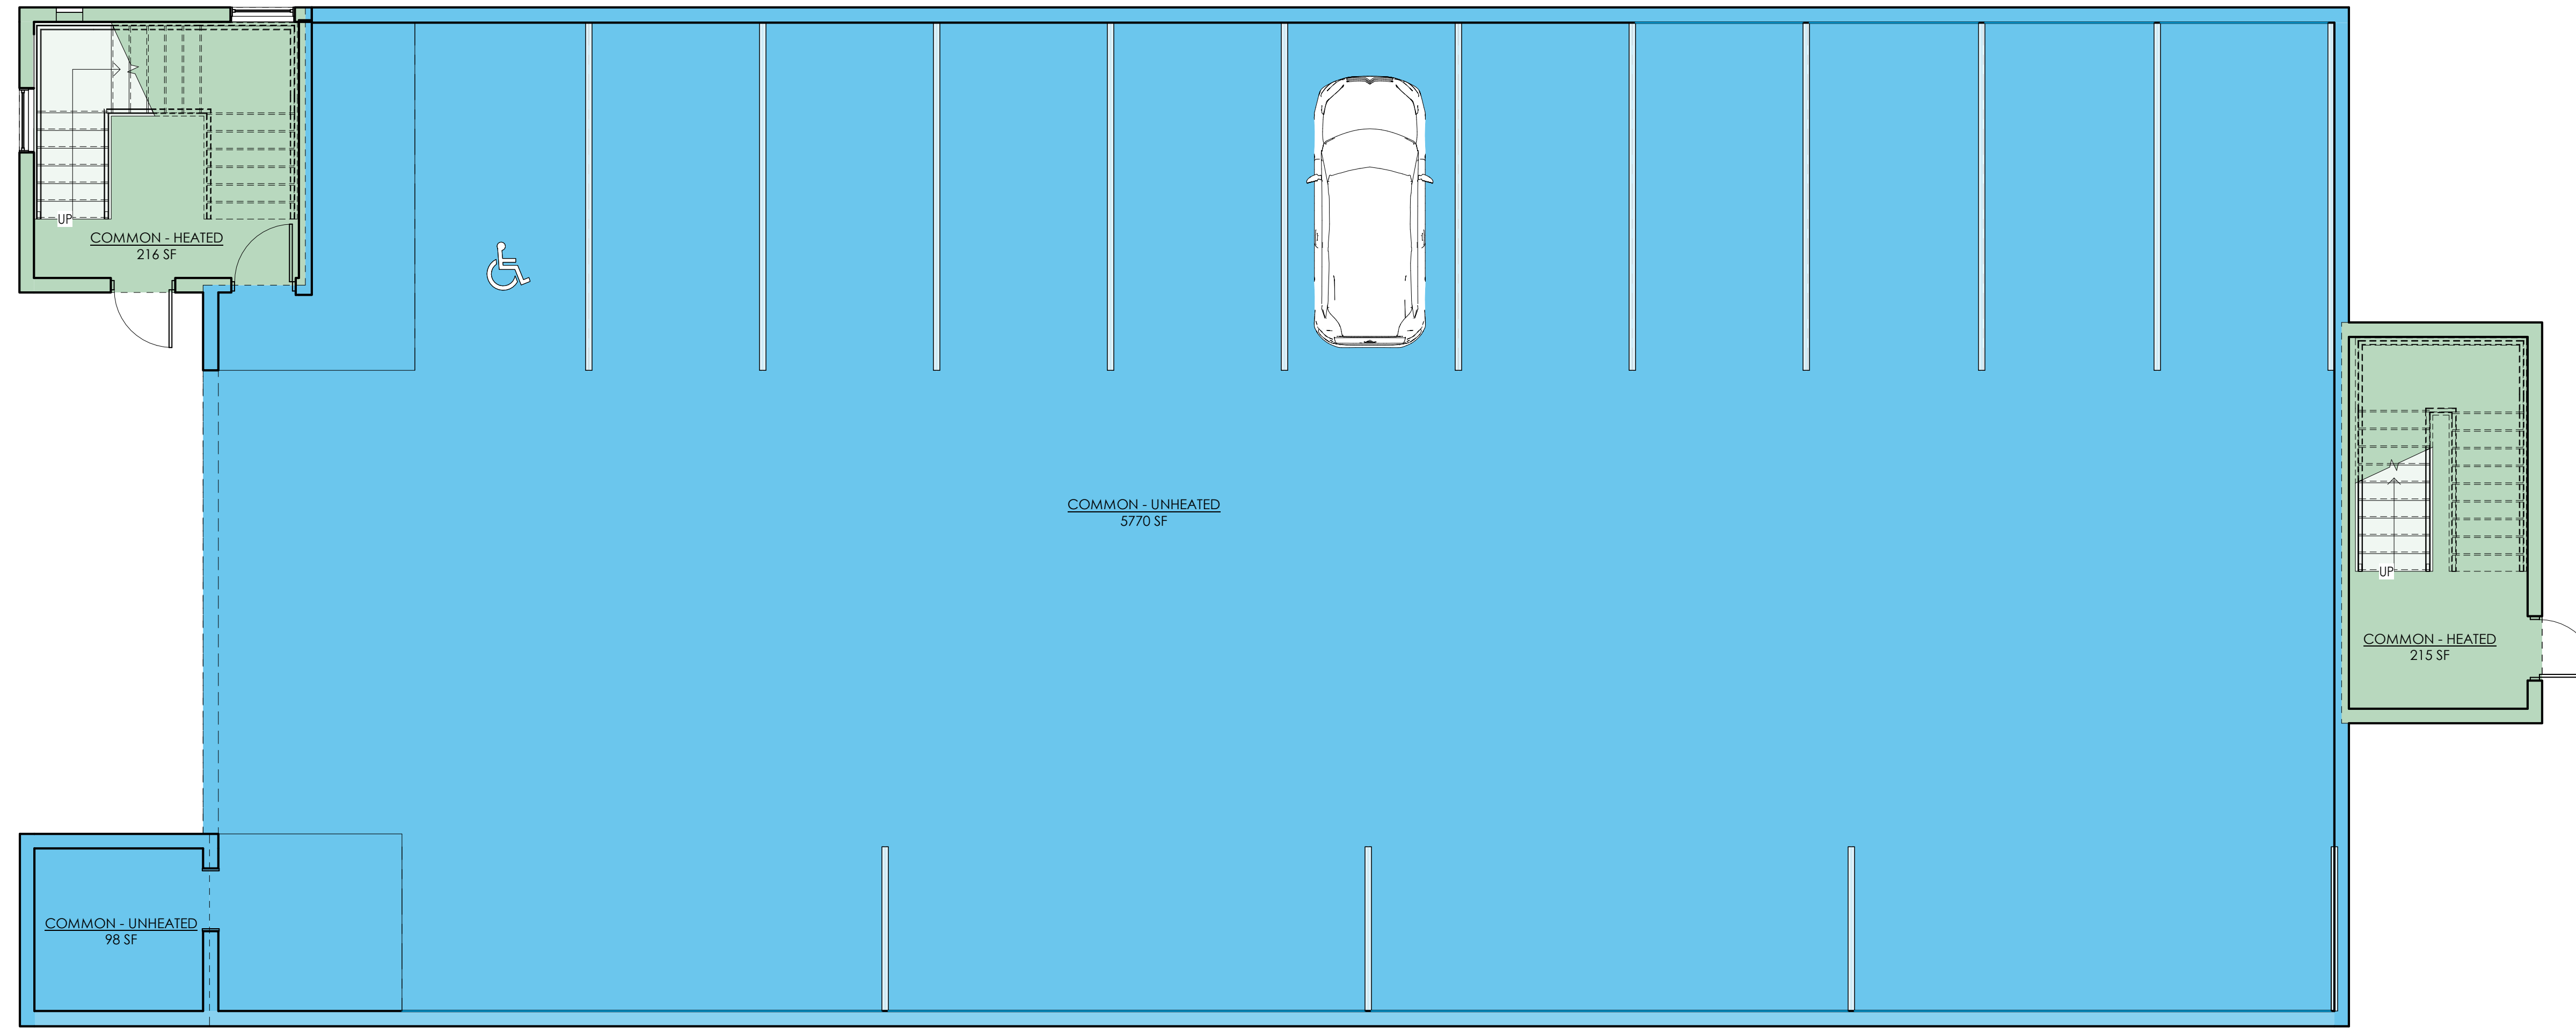 UP
COMMON - HEATED
216 SF
COMMON - UNHEATED
5770 SF
UP
COMMON - HEATED
215 SF
COMMON - UNHEATED
98 SF